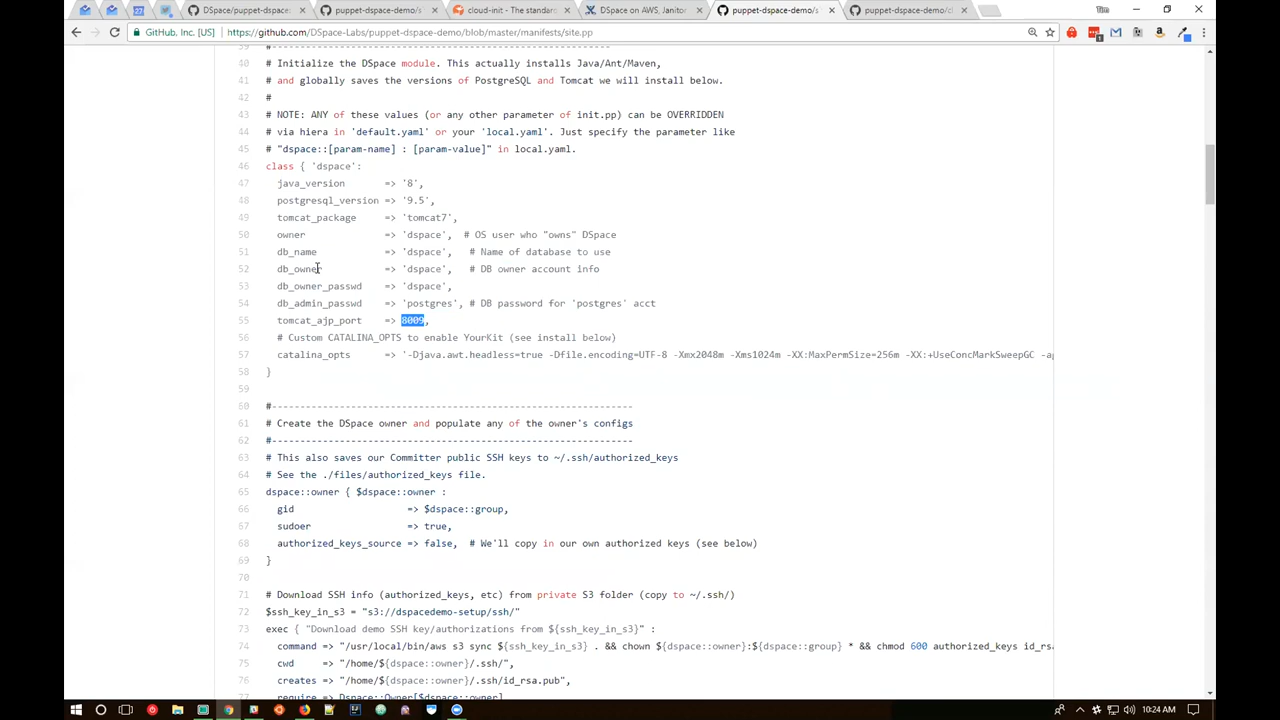 DSpace/puppet-dspace
puppet-dspace-demo/s
cloud-init - The standar
DSpace on AWS, Janitor
puppet-dspace-demo/s
puppet-dspace-demo/cl
Tim
GitHub, Inc. [US]
https://github.com/DSpace-Labs/puppet-dspace-demo/blob/master/manifests/site.pp
39 #-----------------------------------------------------------
40 # Initialize the DSpace module. This actually installs Java/Ant/Maven,
41 # and globally saves the versions of PostgreSQL and Tomcat we will install below.
42 #
43 # NOTE: ANY of these values (or any other parameter of init.pp) can be OVERRIDDEN
44 # via hiera in 'default.yaml' or your 'local.yaml'. Just specify the parameter like
45 # "dspace::[param-name] : [param-value]" in local.yaml.
46 class { 'dspace':
47 java_version => '8',
48 postgresql_version => '9.5',
49 tomcat_package => 'tomcat7',
50 owner => 'dspace', # OS user who "owns" DSpace
51 db_name => 'dspace', # Name of database to use
52 db_owner => 'dspace', # DB owner account info
53 db_owner_passwd => 'dspace',
54 db_admin_passwd => 'postgres', # DB password for 'postgres' acct
55 tomcat_ajp_port => 8009,
56 # Custom CATALINA_OPTS to enable YourKit (see install below)
57 catalina_opts => '-Djava.awt.headless=true -Dfile.encoding=UTF-8 -Xmx2048m -Xms1024m -XX:MaxPermSize=256m -XX:+UseConcMarkSweepGC -ag
58 }
59
60 #-----------------------------------------------------------
61 # Create the DSpace owner and populate any of the owner's configs
62 #-----------------------------------------------------------
63 # This also saves our Committer public SSH keys to ~/.ssh/authorized_keys
64 # See the ./files/authorized_keys file.
65 dspace::owner { $dspace::owner :
66 gid => $dspace::group,
67 sudoer => true,
68 authorized_keys_source => false, # We'll copy in our own authorized keys (see below)
69 }
70
71 # Download SSH info (authorized_keys, etc) from private S3 folder (copy to ~/.ssh/)
72 $ssh_key_in_s3 = "s3://dspacedemo-setup/ssh/"
73 exec { "Download demo SSH key/authorizations from ${ssh_key_in_s3}" :
74 command => "/usr/local/bin/aws s3 sync ${ssh_key_in_s3} . && chown ${dspace::owner}:${dspace::group} * && chmod 600 authorized_keys id_rsa
75 cwd => "/home/${dspace::owner}/.ssh/",
76 creates => "/home/${dspace::owner}/.ssh/id_rsa.pub",
77 require => Dspace::Owner[$dspace::owner]
10:24 AM